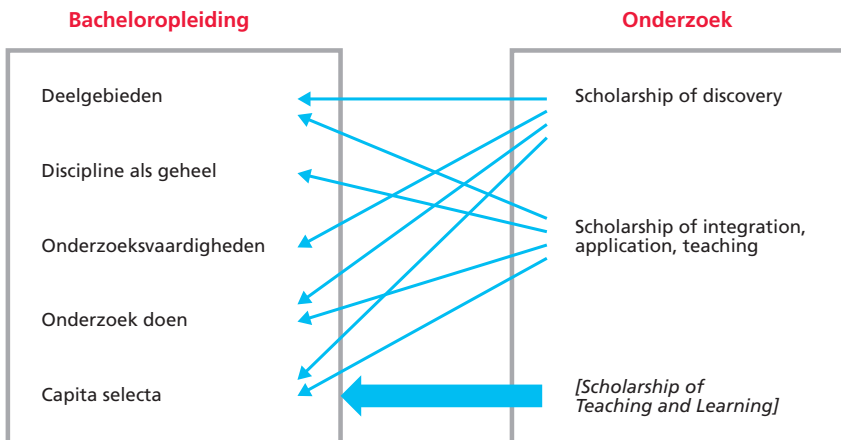 Bacheloropleiding
Deelgebieden
Discipline als geheel
Onderzoeksvaardigheden
Onderzoek doen
Capita selecta
Onderzoek
Scholarship of discovery
Scholarship of integration,
application, teaching
[Scholarship of
Teaching and Learning]